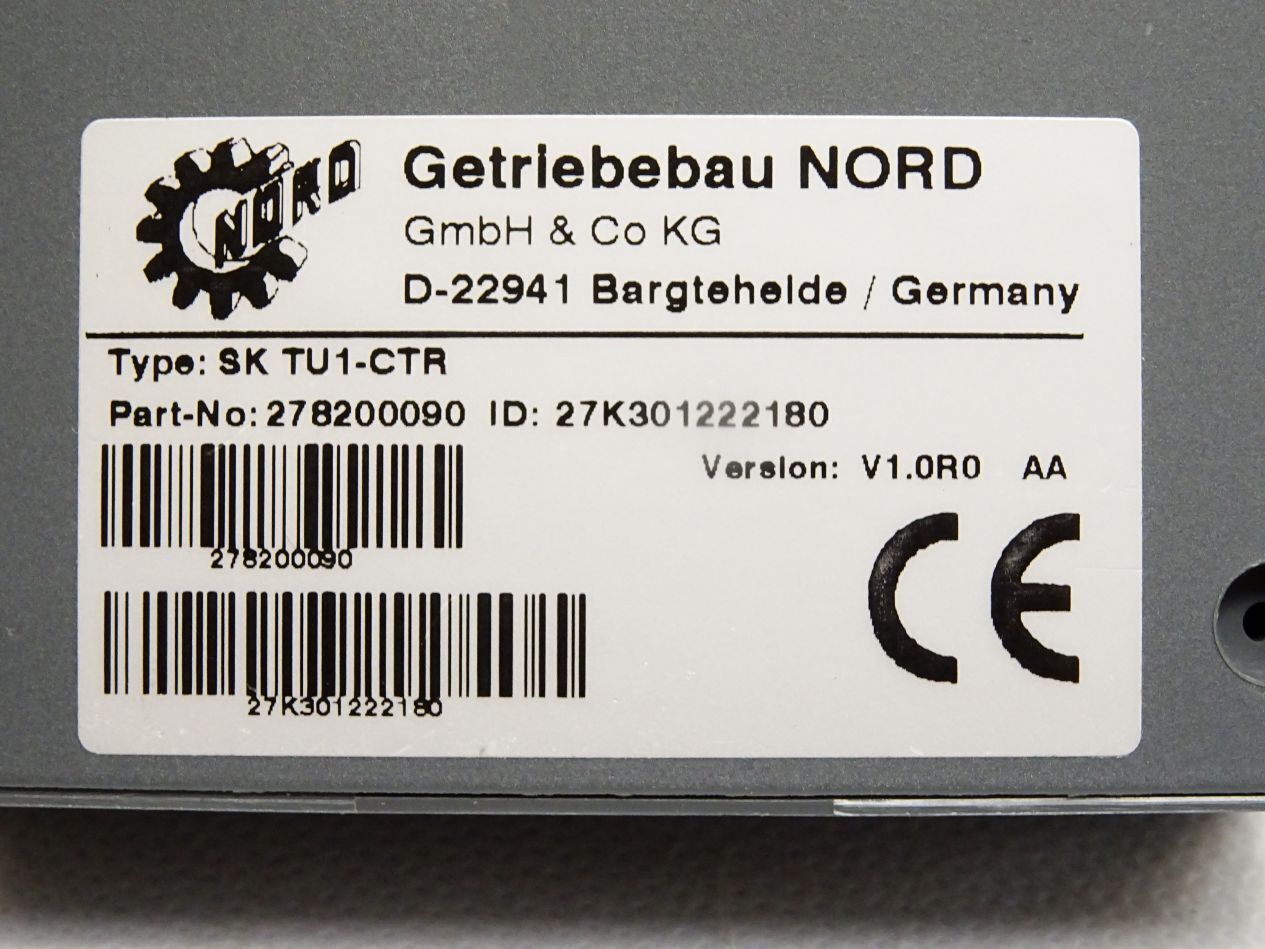 NORD
Getriebebau NORD
GmbH & Co KG
D-22941 Bargteheide / Germany
Type: SK TU1-CTR
Part-No: 278200090 ID: 27K301222180
Version: V1.0R0 AA
278200090
27K301222180
CE